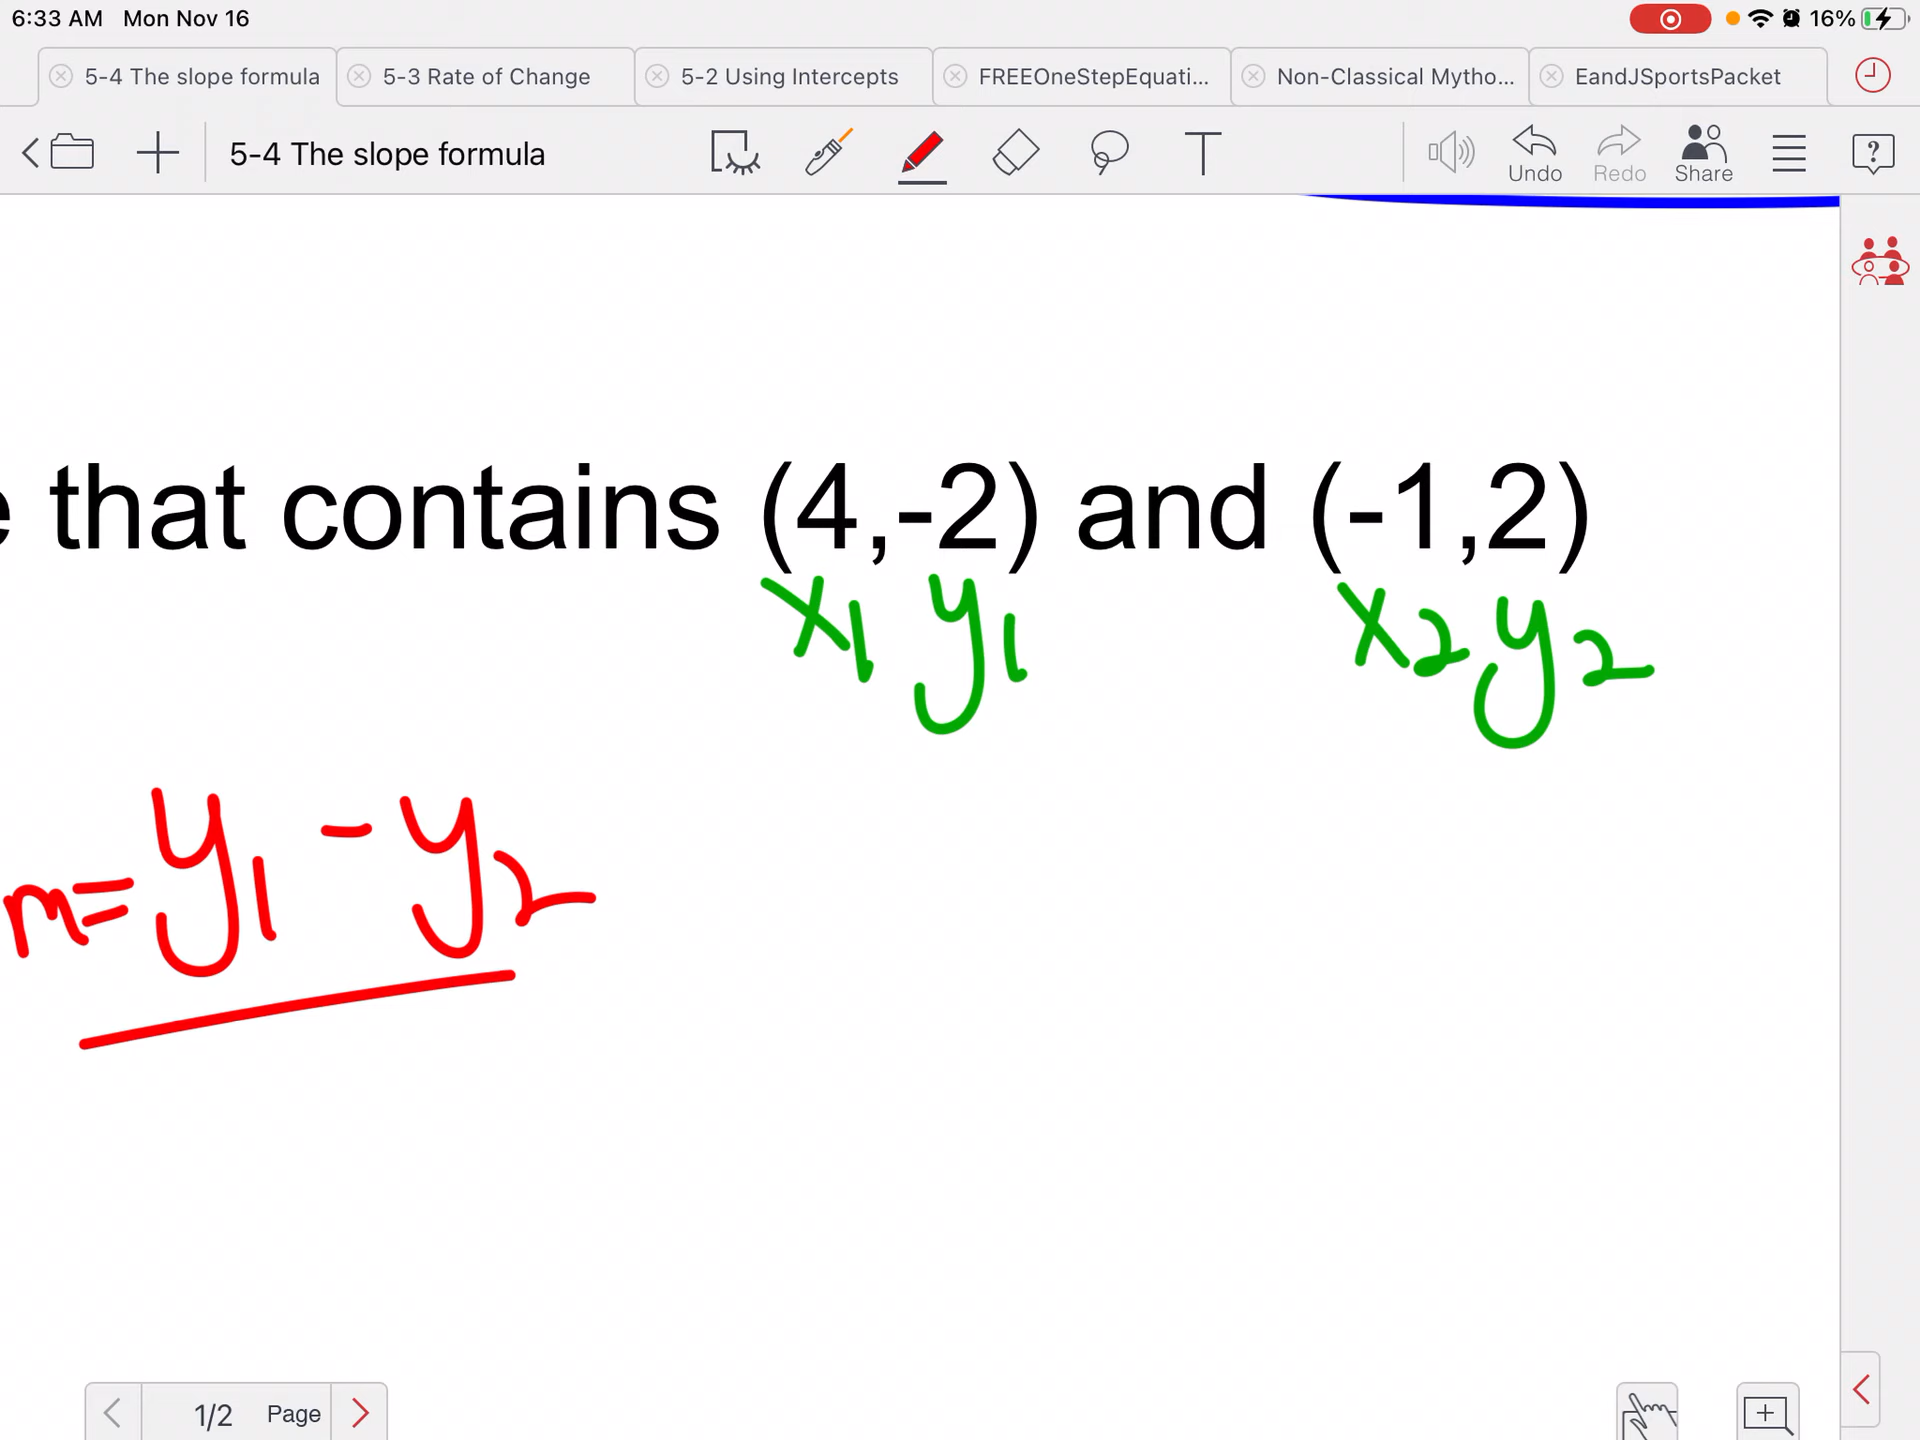 6:33 AM Mon Nov 16 16%
5-4 The slope formula 5-3 Rate of Change 5-2 Using Intercepts FREEOneStepEquati... Non-Classical Mytho... EandJSportsPacket
5-4 The slope formula T Undo Redo Share ?
e that contains (4,-2) and (-1,2)
x1 y1 x2 y2
m= y1 - y2
1/2 Page